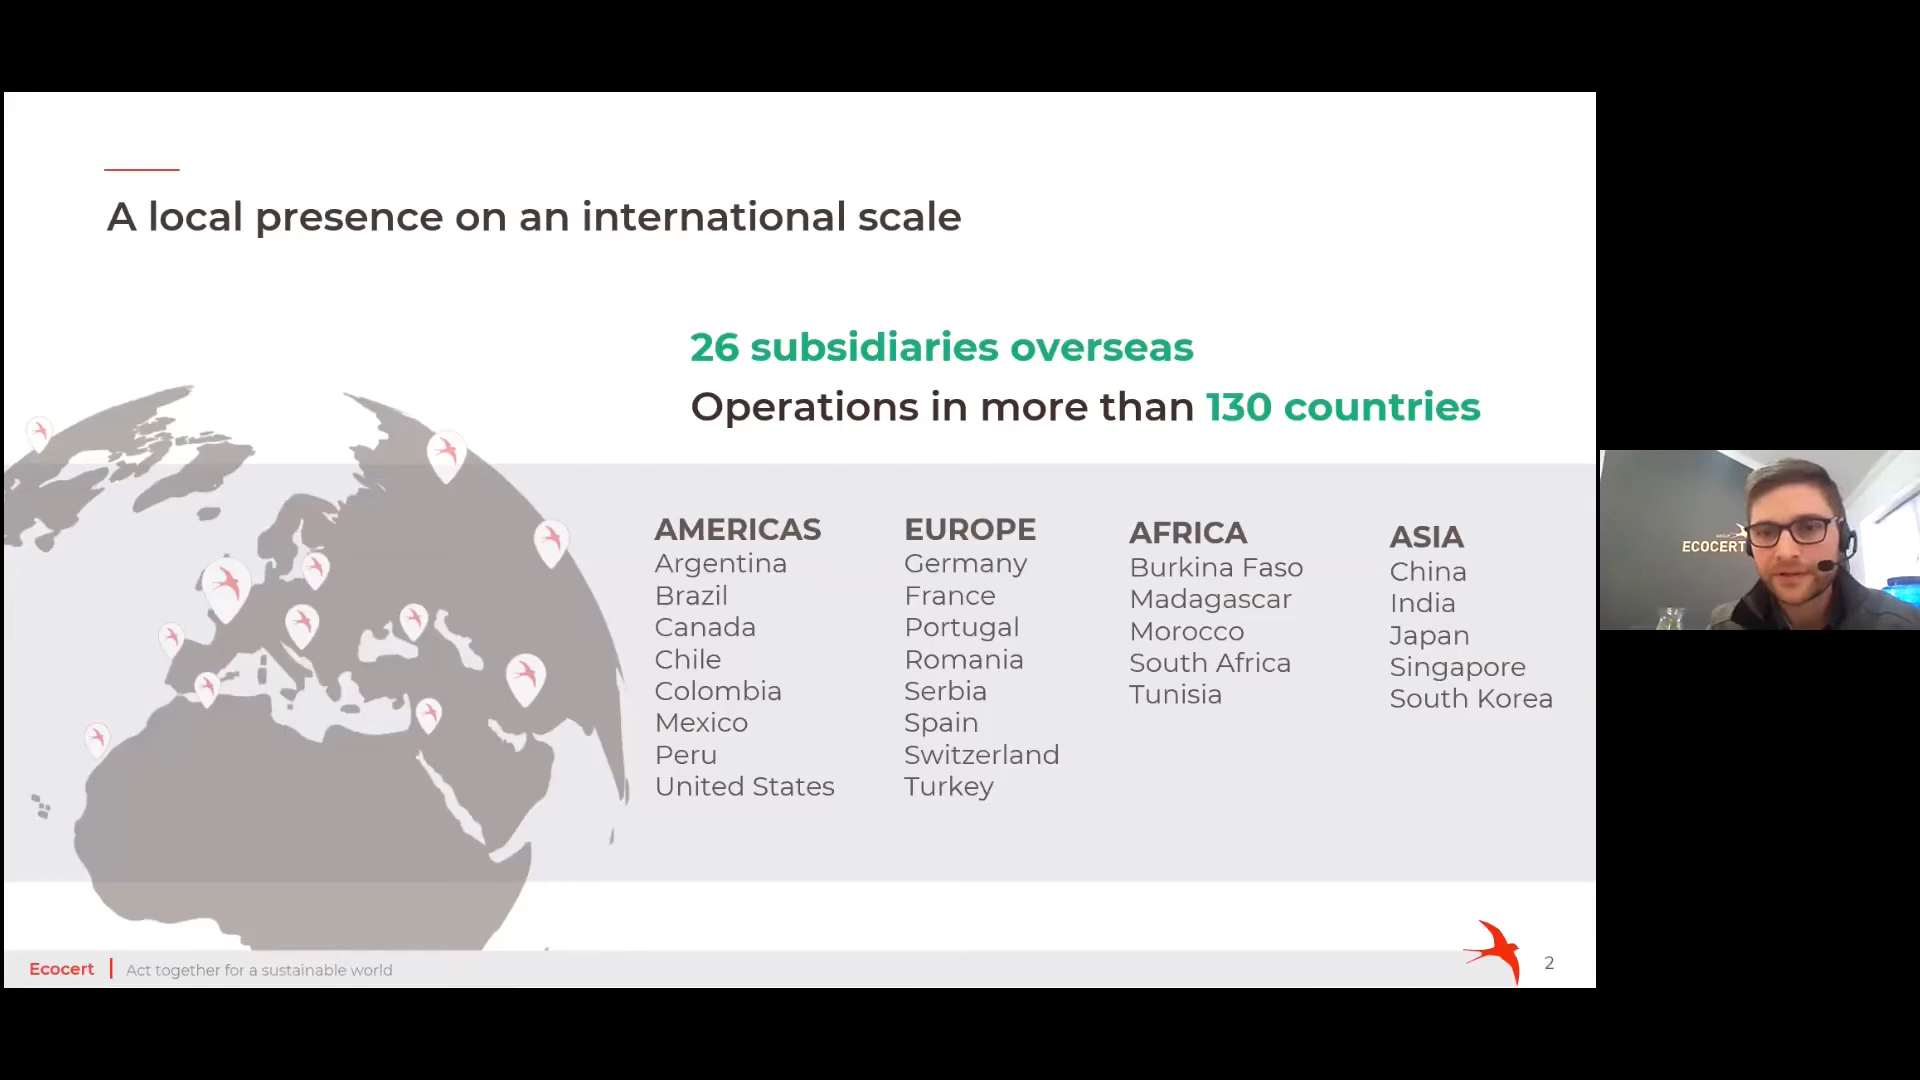 A local presence on an international scale
26 subsidiaries overseas
Operations in more than 130 countries
AMERICAS
Argentina
Brazil
Canada
Chile
Colombia
Mexico
Peru
United States
EUROPE
Germany
France
Portugal
Romania
Serbia
Spain
Switzerland
Turkey
AFRICA
Burkina Faso
Madagascar
Morocco
South Africa
Tunisia
ASIA
China
India
Japan
Singapore
South Korea
ECOCERT
Ecocert | Act together for a sustainable world
2